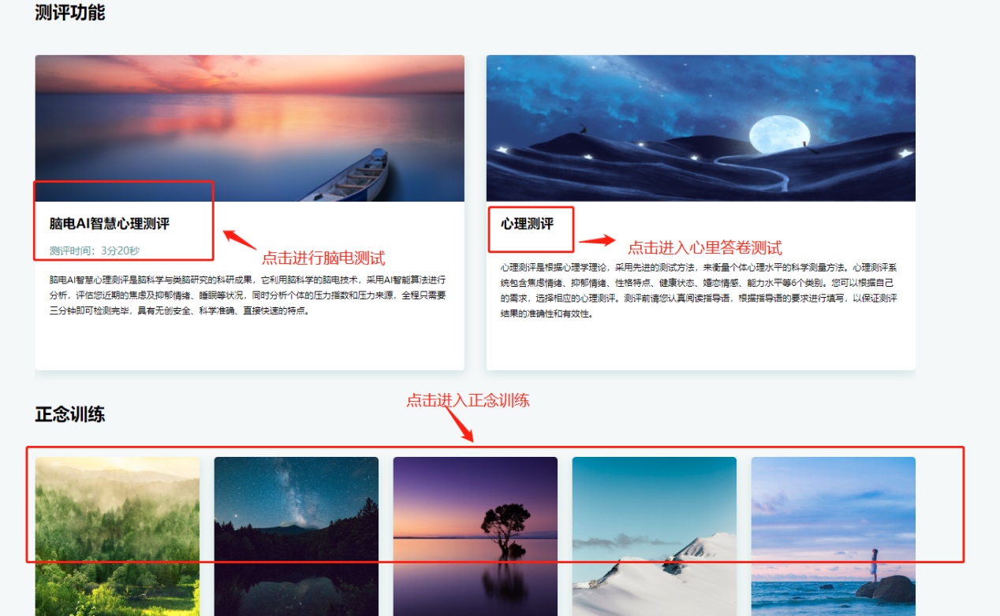 测评功能
脑电AI智慧心理测评
测评时间：3分20秒
点击进行脑电测试
脑电AI智慧心理测评是脑科学与类脑研究的科研成果，它利用脑科学的脑电技术，采用AI智能算法进行
分析，评估您近期的焦虑及抑郁情绪、睡眠等状况，同时分析个体的压力指数和压力来源，全程只需要
三分钟即可检测完毕，具有无创安全、科学准确、直接快速的特点。
心理测评
点击进入心里答卷测试
心理测评是根据心理学理论，采用先进的测试方法，来衡量个体心理水平的科学测量方法。心理测评系
统包含焦虑情绪、抑郁情绪、性格特点、健康状态、婚恋情感、能力水平等6个类别。您可以根据自己
的需求，选择相应的心理测评。测评前请您认真阅读指导语，根据指导语的要求进行填写，以保证测评
结果的准确性和有效性。
点击进入正念训练
正念训练